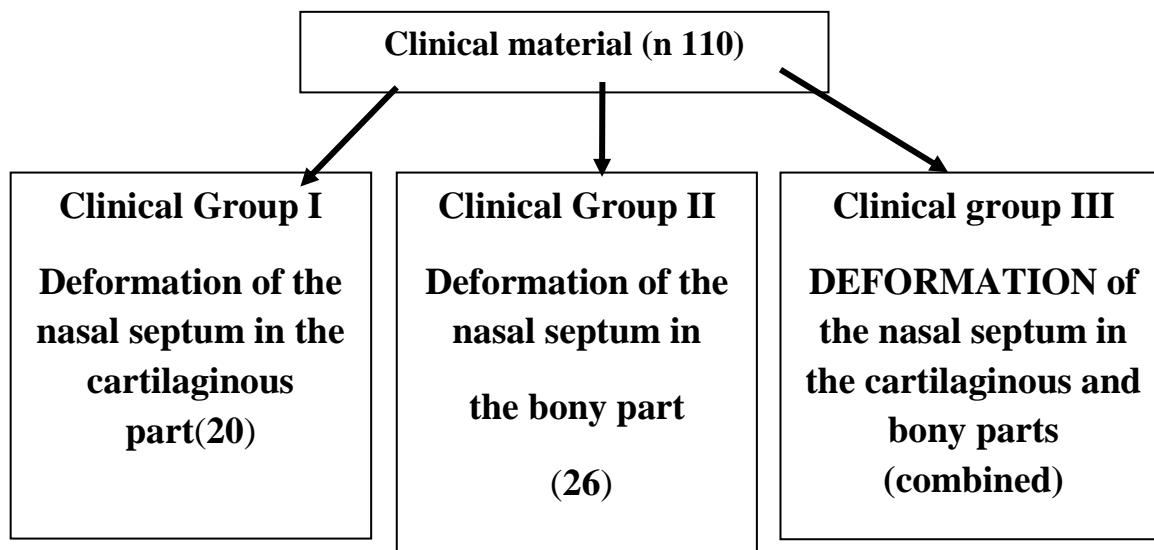 Clinical material (n 110)
Clinical Group I
Deformation of the
nasal septum in the
cartilaginous
part(20)
Clinical Group II
Deformation of the
nasal septum in
the bony part
(26)
Clinical group III
DEFORMATION of
the nasal septum in
the cartilaginous and
bony parts
(combined)